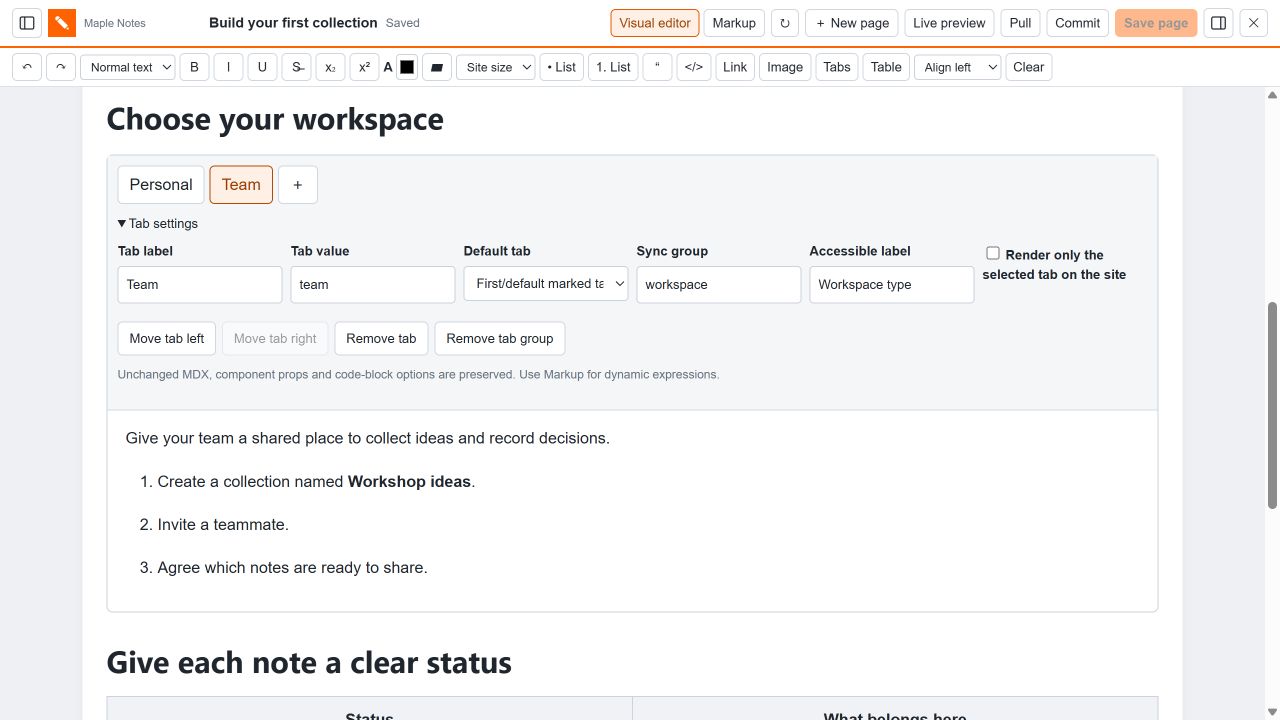 Maple Notes
Build your first collection Saved
Visual editor Markup ↻ + New page Live preview Pull Commit Save page
Normal text B I U S x₂ x² A Site size • List 1. List “ </> Link Image Tabs Table Align left Clear
Choose your workspace
Personal Team +
▼ Tab settings
Tab label Tab value Default tab Sync group Accessible label Render only the
selected tab on the site
Team team First/default marked ta workspace Workspace type
Move tab left Move tab right Remove tab Remove tab group
Unchanged MDX, component props and code-block options are preserved. Use Markup for dynamic expressions.
Give your team a shared place to collect ideas and record decisions.
1. Create a collection named Workshop ideas.
2. Invite a teammate.
3. Agree which notes are ready to share.
Give each note a clear status
Status What belongs here